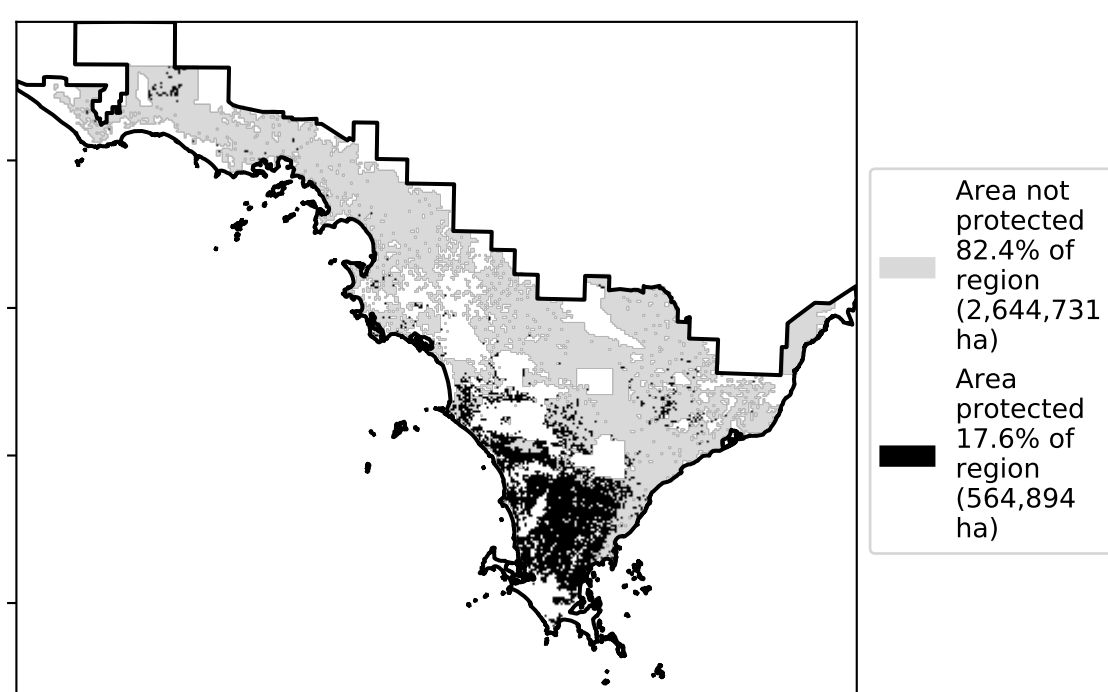 Area not
protected
82.4% of
region
(2,644,731
ha)
Area
protected
17.6% of
region
(564,894
ha)